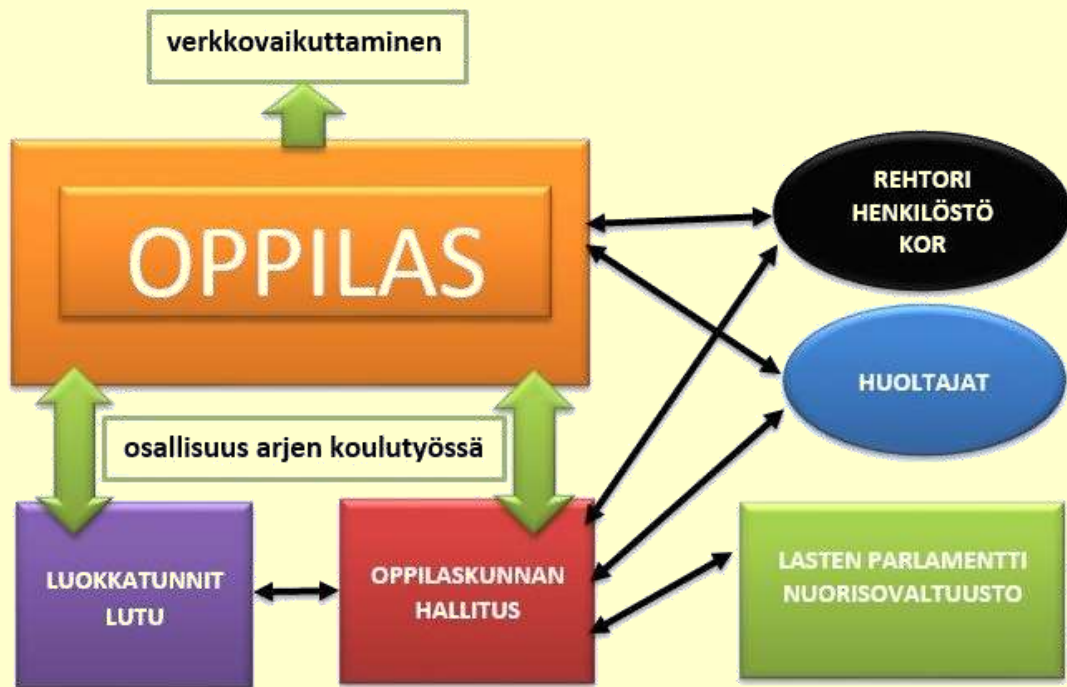 verkkovaikuttaminen
OPPILAS
REHTORI
HENKILÖSTÖ
KOR
HUOLTAJAT
osallisuus arjen koulutyössä
LUOKKATUNNIT
LUTU
OPPILASKUNNAN
HALLITUS
LASTEN PARLAMENTTI
NUORISOVALTUUSTO